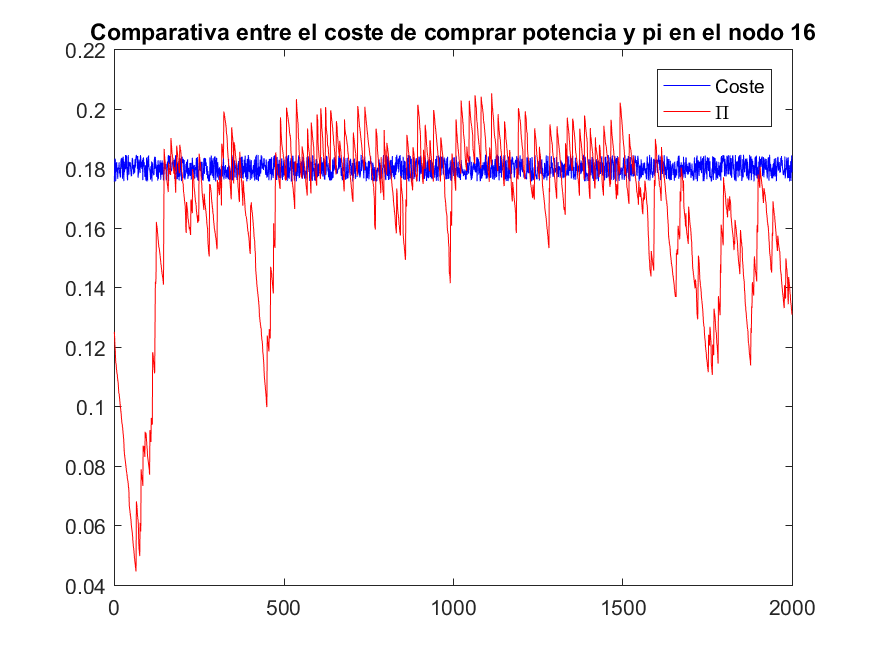 Comparativa entre el coste de comprar potencia y pi en el nodo 16
0.22
0.2
0.18
0.16
0.14
0.12
0.1
0.08
0.06
0.04
0 500 1000 1500 2000
Coste
Π